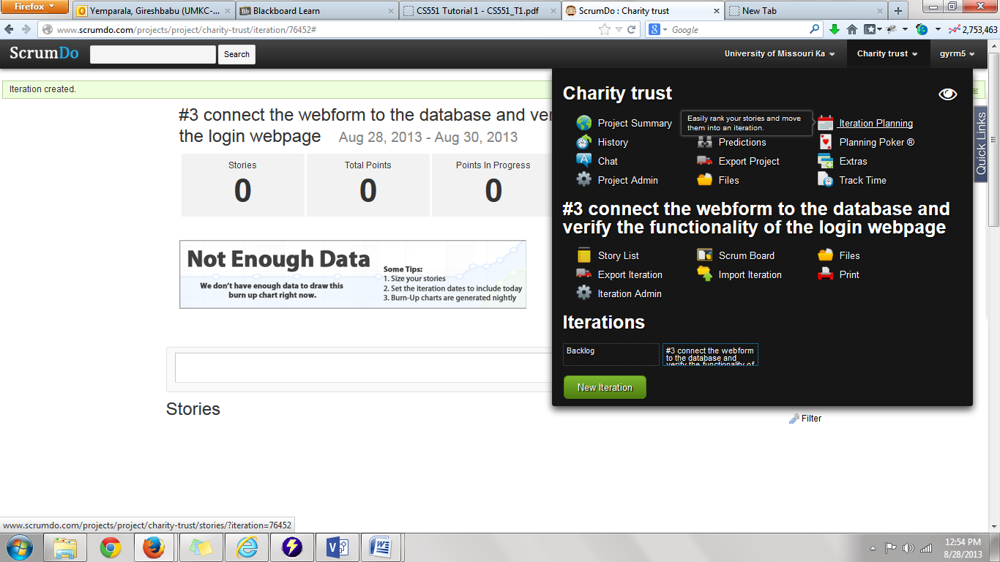 Firefox
Yemparala, Gireshbabu (UMKC-...
Blackboard Learn
CS551 Tutorial 1 - CS551_T1.pdf
ScrumDo : Charity trust
New Tab
www.scrumdo.com/projects/project/charity-trust/iteration/76452#
Google
2,753,463
ScrumDo
Search
University of Missouri Ka
Charity trust
gyrm5
Iteration created.
#3 connect the webform to the database and ver
the login webpage Aug 28, 2013 - Aug 30, 2013
Stories
Total Points
Points In Progress
0
0
0
Not Enough Data
We don't have enough data to draw this
burn up chart right now.
Some Tips:
1. Size your stories
2. Set the iteration dates to include today
3. Burn-Up charts are generated nightly
Stories
Filter
Charity trust
Project Summary
Easily rank your stories and move
them into an iteration.
Iteration Planning
History
Predictions
Planning Poker ®
Chat
Export Project
Extras
Project Admin
Files
Track Time
#3 connect the webform to the database and
verify the functionality of the login webpage
Story List
Scrum Board
Files
Export Iteration
Import Iteration
Print
Iteration Admin
Iterations
Backlog
#3 connect the webform
to the database and
verify the functionality of
New Iteration
Quick Links
www.scrumdo.com/projects/project/charity-trust/stories/?iteration=76452
12:54 PM
8/28/2013